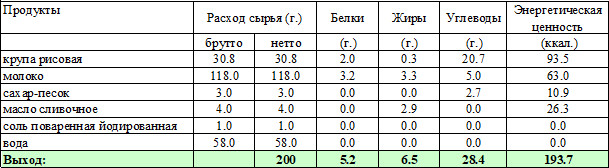 Продукты Расход сырья (г.) Белки Жиры Углеводы Энергетическая ценность
брутто нетто (г.) (г.) (г.) (ккал.)
крупа рисовая 30.8 30.8 2.0 0.3 20.7 93.5
молоко 118.0 118.0 3.2 3.3 5.0 63.0
сахар-песок 3.0 3.0 0.0 0.0 2.7 10.9
масло сливочное 4.0 4.0 0.0 2.9 0.0 26.3
соль поваренная йодированная 1.0 1.0 0.0 0.0 0.0 0.0
вода 58.0 58.0 0.0 0.0 0.0 0.0
Выход: 200 5.2 6.5 28.4 193.7